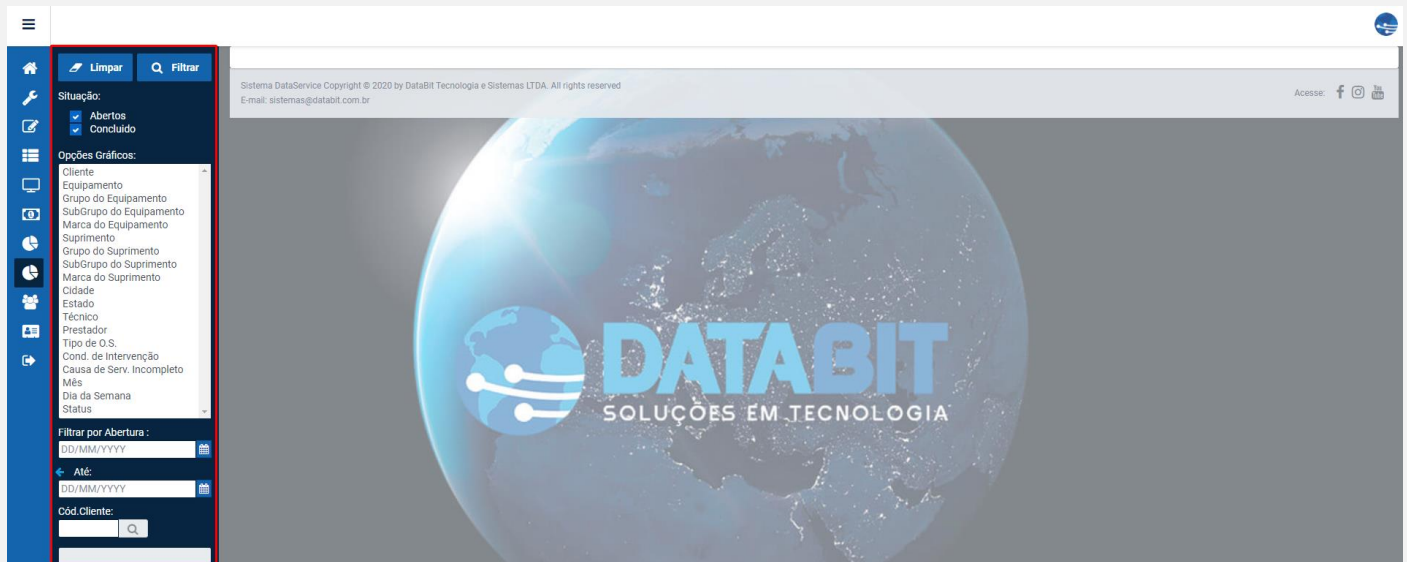 Limpar
Filtrar
Situação:
Abertos
Concluido
Opções Gráficos:
Cliente
Equipamento
Grupo do Equipamento
SubGrupo do Equipamento
Marca do Equipamento
Suprimento
Grupo do Suprimento
SubGrupo do Suprimento
Marca do Suprimento
Cidade
Estado
Técnico
Prestador
Tipo de O.S.
Cond. de Intervenção
Causa de Serv. Incompleto
Mês
Dia da Semana
Status
Filtrar por Abertura :
DD/MM/YYYY
Até:
DD/MM/YYYY
Cód.Cliente:
Sistema DataService Copyright © 2020 by DataBit Tecnologia e Sistemas LTDA. All rights reserved
E-mail: sistemas@databit.com.br
Acesse:
You Tube
DATABIT
SOLUÇÕES EM TECNOLOGIA